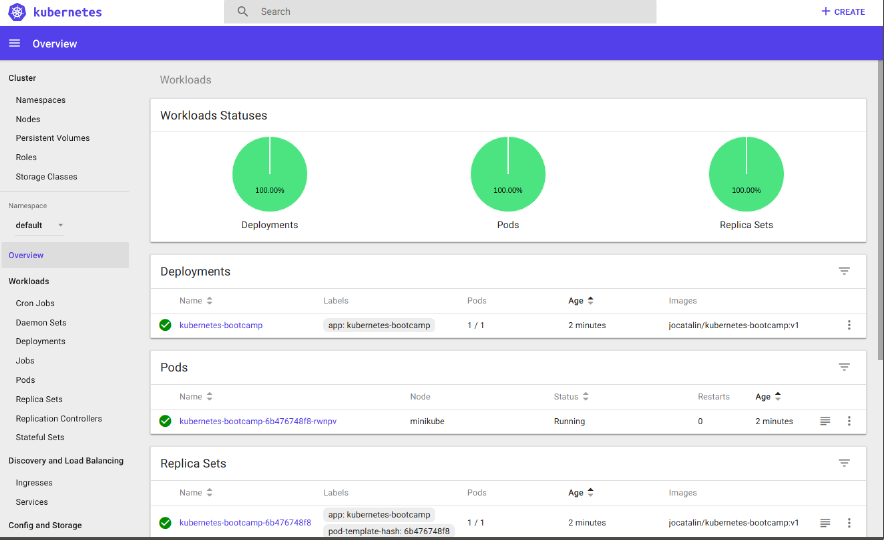 kubernetes
Search
CREATE
Overview
Cluster
Namespaces
Nodes
Persistent Volumes
Roles
Storage Classes
Namespace
default
Overview
Workloads
Cron Jobs
Daemon Sets
Deployments
Jobs
Pods
Replica Sets
Replication Controllers
Stateful Sets
Discovery and Load Balancing
Ingresses
Services
Config and Storage
Workloads
Workloads Statuses
100.00% 100.00% 100.00%
Deployments Pods Replica Sets
Deployments
Name Labels Pods Age Images
kubernetes-bootcamp app: kubernetes-bootcamp 1 / 1 2 minutes jocatalin/kubernetes-bootcamp:v1
Pods
Name Node Status Restarts Age
kubernetes-bootcamp-6b476748f8-rwnpv minikube Running 0 2 minutes
Replica Sets
Name Labels Pods Age Images
app: kubernetes-bootcamp
kubernetes-bootcamp-6b476748f8 1 / 1 2 minutes jocatalin/kubernetes-bootcamp:v1
pod-template-hash: 6b476748f8